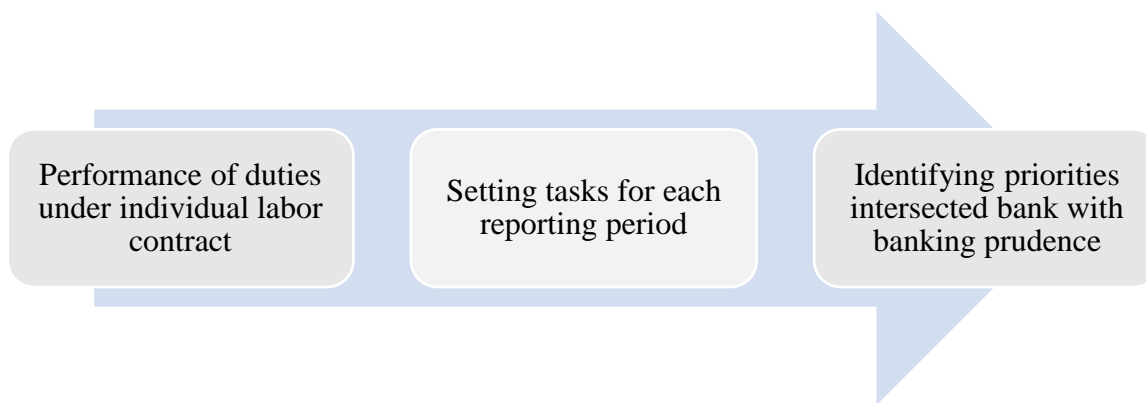 Performance of duties
under individual labor
contract
Setting tasks for each
reporting period
Identifying priorities
intersected bank with
banking prudence